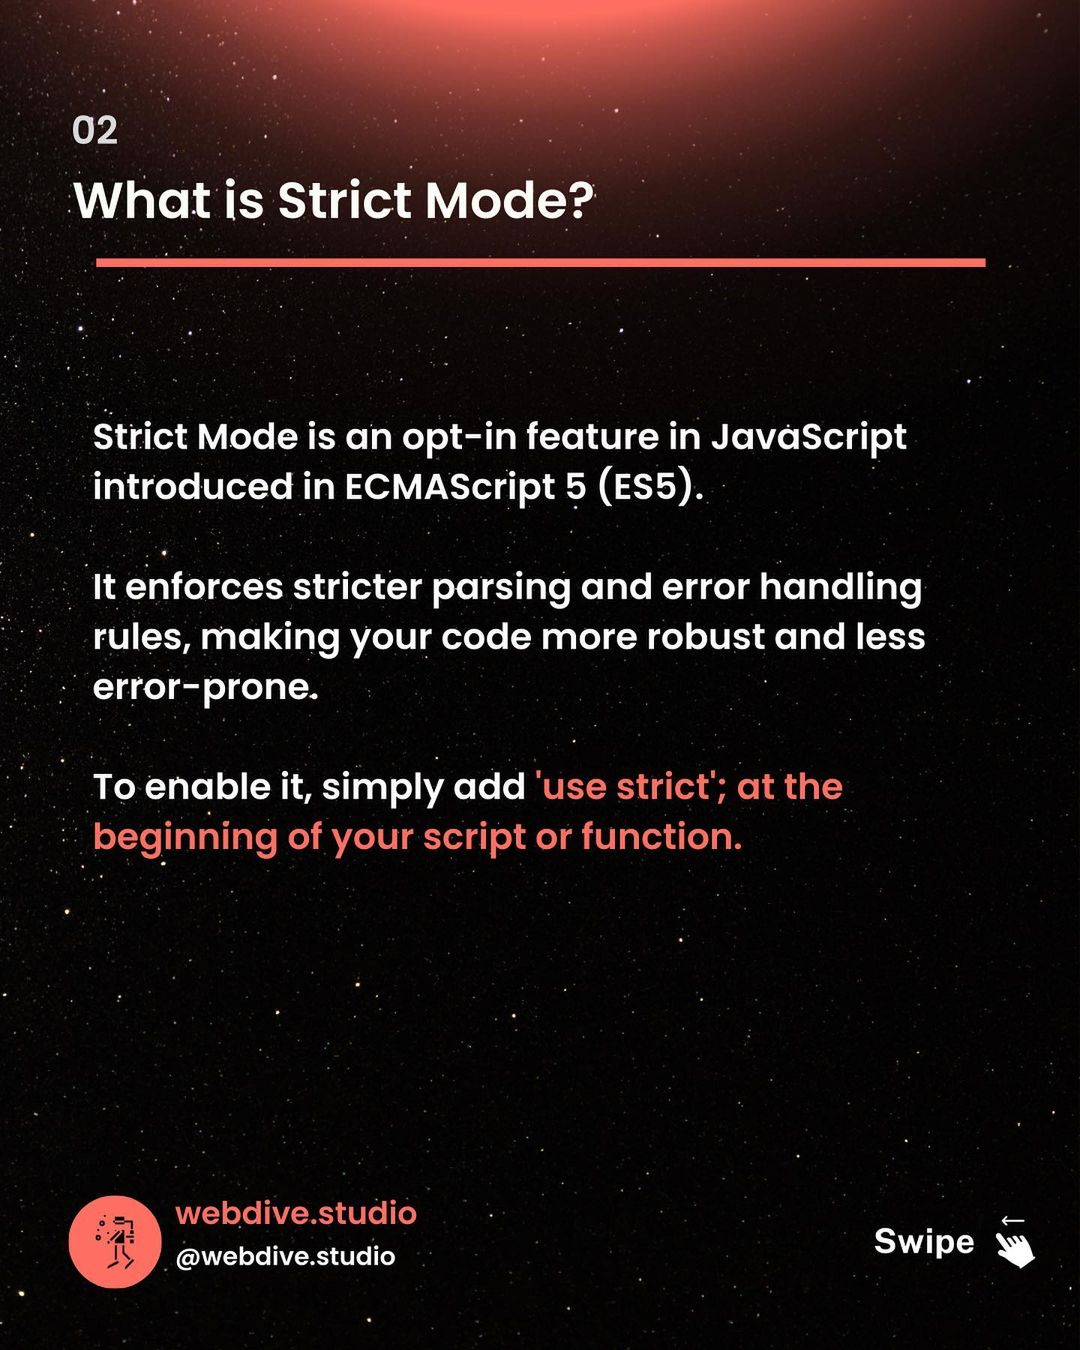 02
What is Strict Mode?
Strict Mode is an opt-in feature in JavaScript
introduced in ECMAScript 5 (ES5).
It enforces stricter parsing and error handling
rules, making your code more robust and less
error-prone.
To enable it, simply add 'use strict'; at the
beginning of your script or function.
webdive.studio
@webdive.studio
Swipe